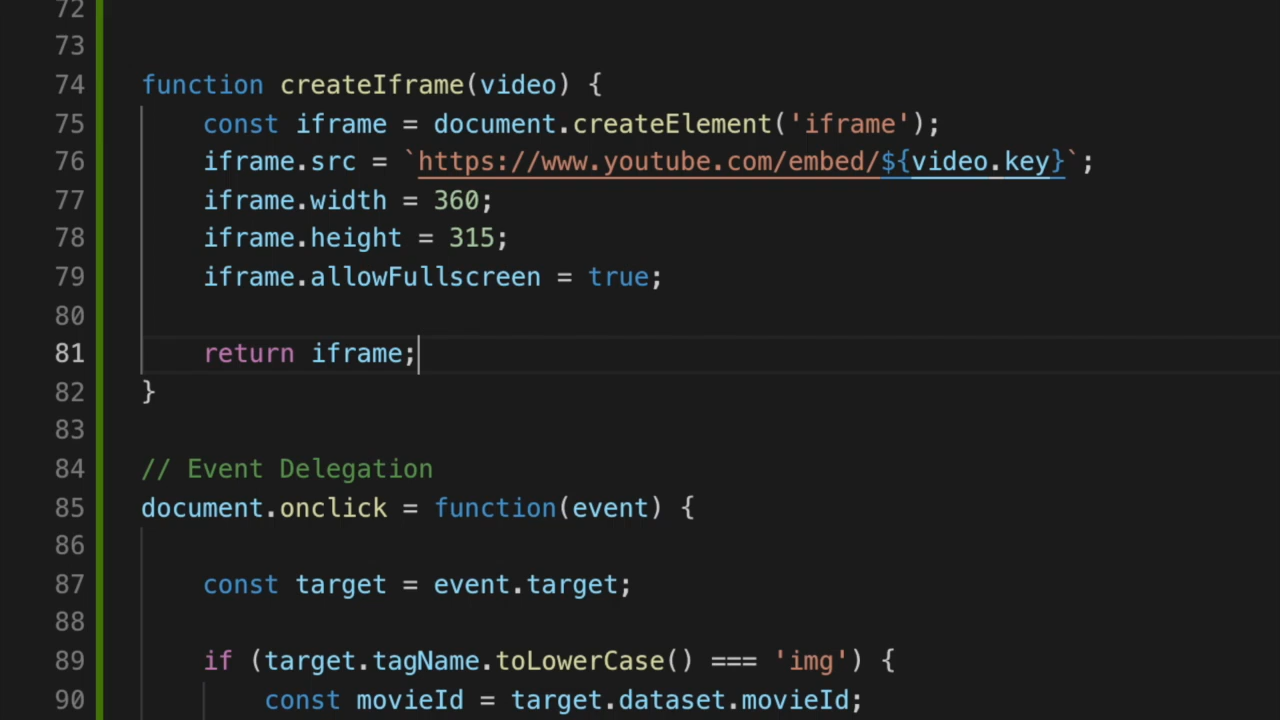 72
73
74 function createIframe(video) {
75     const iframe = document.createElement('iframe');
76     iframe.src = `https://www.youtube.com/embed/${video.key}`;
77     iframe.width = 360;
78     iframe.height = 315;
79     iframe.allowFullscreen = true;
80
81     return iframe;
82 }
83
84 // Event Delegation
85 document.onclick = function(event) {
86
87     const target = event.target;
88
89     if (target.tagName.toLowerCase() === 'img') {
90         const movieId = target.dataset.movieId;